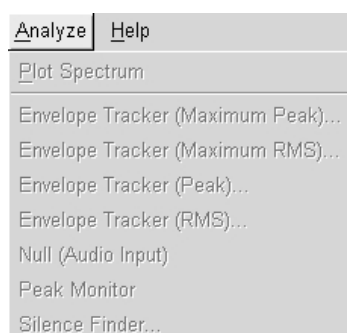 Analyze Help
Plot Spectrum
Envelope Tracker (Maximum Peak)...
Envelope Tracker (Maximum RMS)...
Envelope Tracker (Peak)...
Envelope Tracker (RMS)...
Null (Audio Input)
Peak Monitor
Silence Finder...